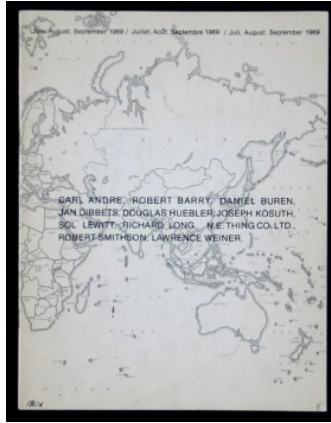 July, August, September 1969 / Juillet, Août, Septembre 1969 / Juli, August, September 1969
CARL ANDRE, ROBERT BARRY, DANIEL BUREN,
JAN DIBBETS, DOUGLAS HUEBLER, JOSEPH KOSUTH,
SOL LEWITT, RICHARD LONG, N.E. THING CO. LTD.,
ROBERT SMITHSON, LAWRENCE WEINER.